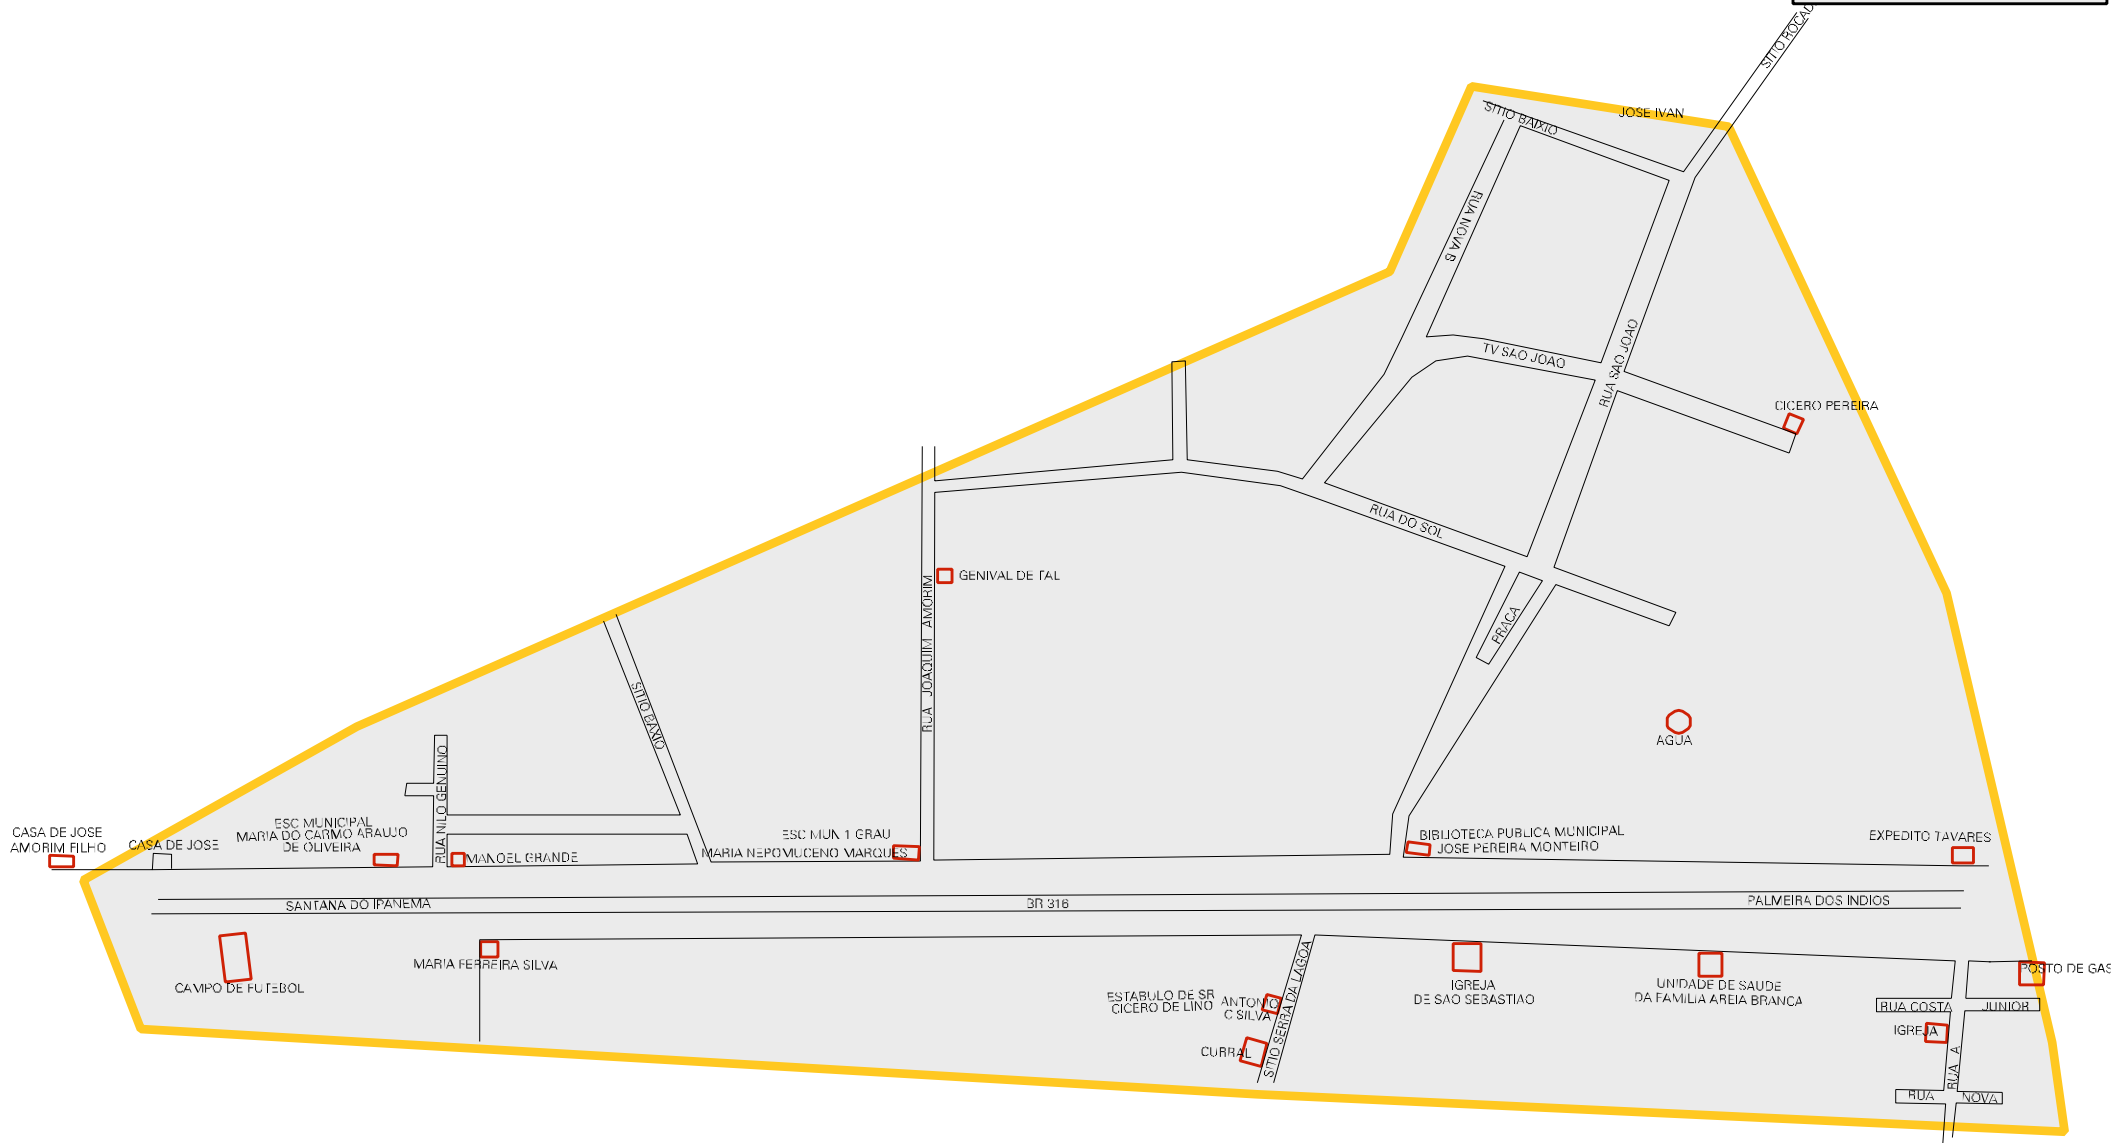 SITIO ROCAD
JOSE IVAN
SITIO BAIXIO
RUA NOVA B
TV SAO JOAO
RUA SAO JOAO
CICERO PEREIRA
RUA DO SOL
GENIVAL DE TAL
RUA JOAQUIM AMORIM
PRACA
SITIO BAXIO
AGUA
RUA NILO GENUINO
ESC MUNICIPAL
MARIA DO CARMO ARAUJO
DE OLIVEIRA
CASA DE JOSE
AMORIM FILHO
CASA DE JOSE
MANOEL GRANDE
ESC MUN 1 GRAU
MARIA NEPOMUCENO MARQUES
BIBLIOTECA PUBLICA MUNICIPAL
JOSE PEREIRA MONTEIRO
EXPEDITO TAVARES
SANTANA DO IPANEMA
BR 316
PALMEIRA DOS INDIOS
CAMPO DE FUTEBOL
MARIA FERREIRA SILVA
ESTABULO DE SR
CICERO DE LINO
ANTONIO
C SILVA
CURRAL
SITIO SERRA DA LAGOA
IGREJA
DE SAO SEBASTIAO
UNIDADE DE SAUDE
DA FAMILIA AREIA BRANCA
POSTO DE GAS
RUA COSTA JUNIOR
IGREJA
RUA A
RUA NOVA